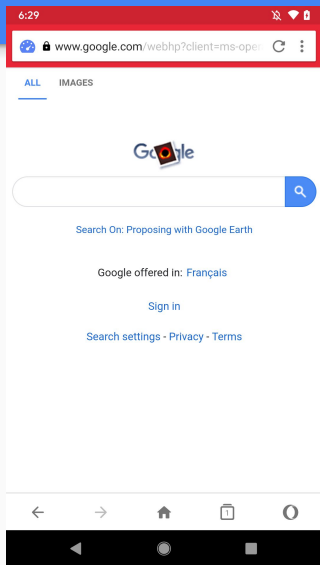 6:29
www.google.com/webhp?client=ms-oper
ALL IMAGES
Google
Search On: Proposing with Google Earth
Google offered in: Français
Sign in
Search settings - Privacy - Terms
1